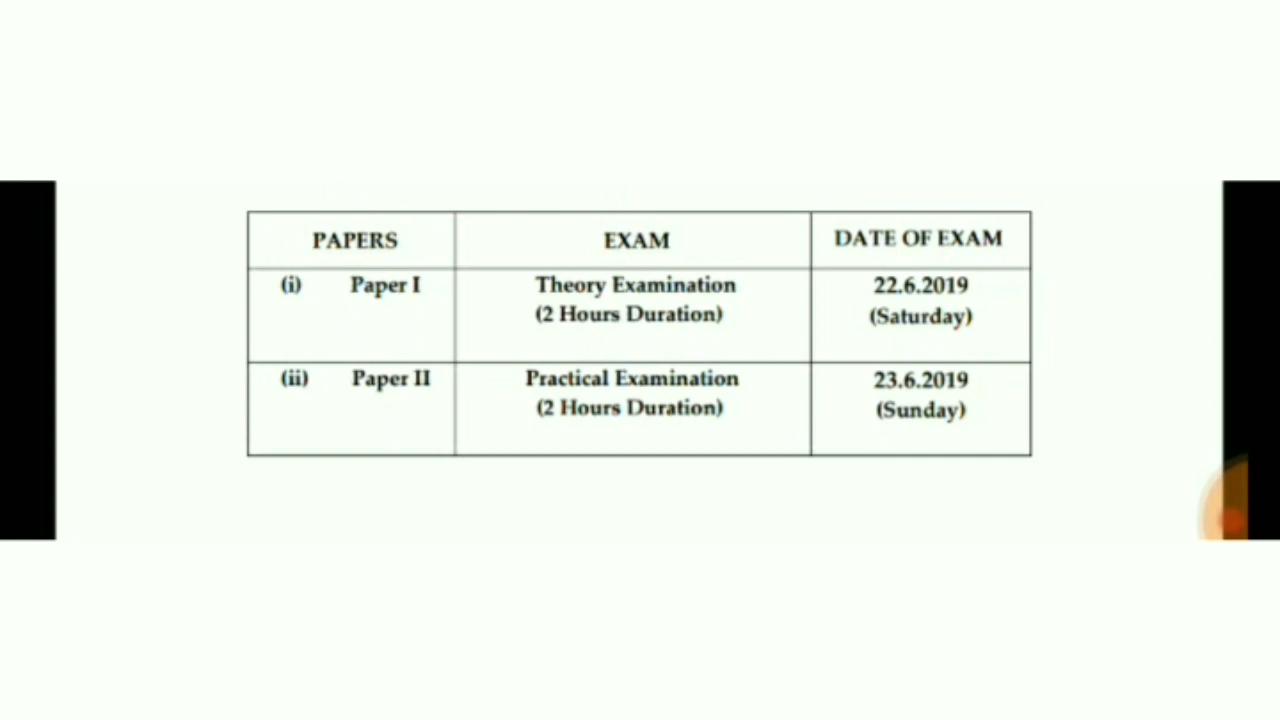 PAPERS EXAM DATE OF EXAM
(i) Paper I Theory Examination 22.6.2019
(2 Hours Duration) (Saturday)
(ii) Paper II Practical Examination 23.6.2019
(2 Hours Duration) (Sunday)